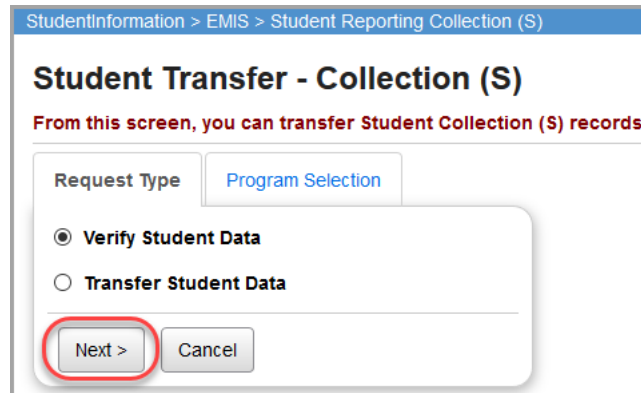 StudentInformation > EMIS > Student Reporting Collection (S)
Student Transfer - Collection (S)
From this screen, you can transfer Student Collection (S) records
Request Type Program Selection
Verify Student Data
Transfer Student Data
Next > Cancel